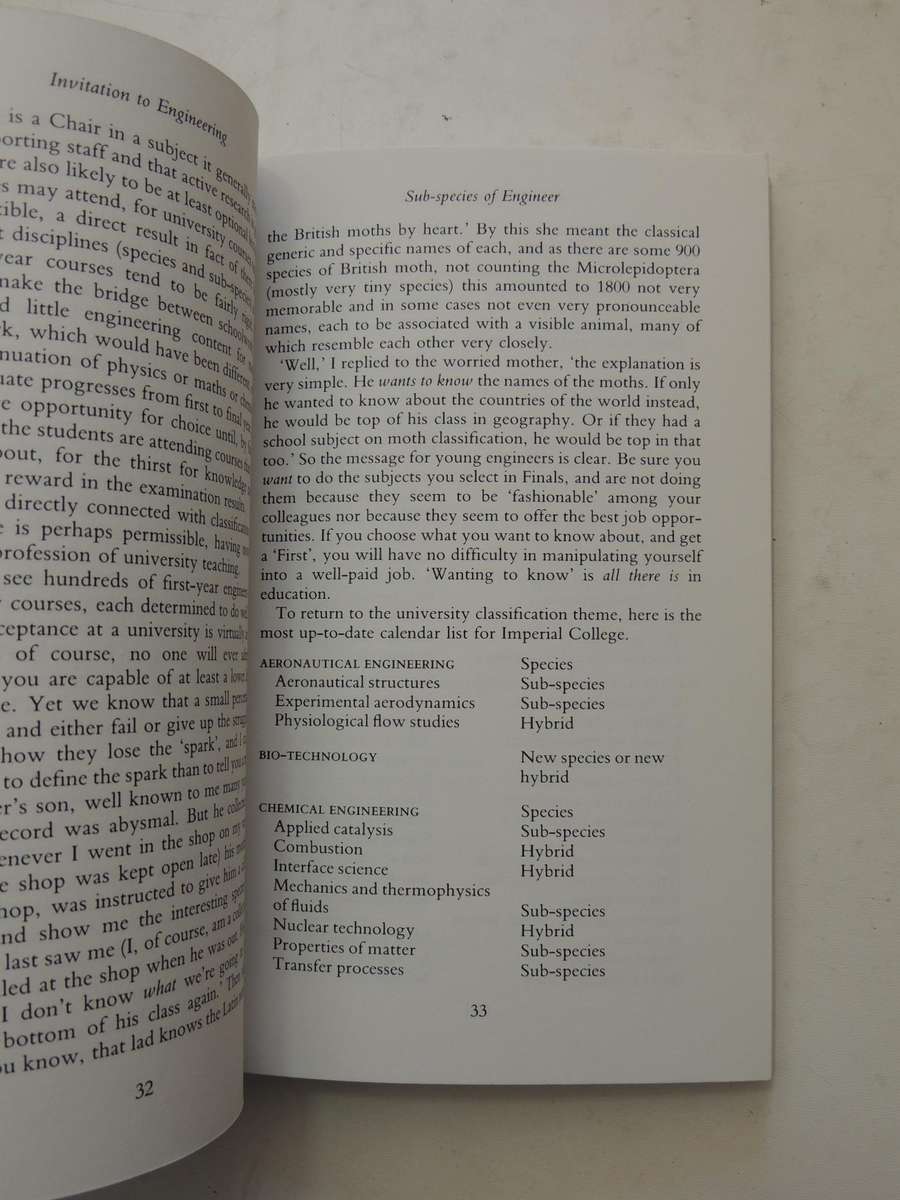 Invitation to Engineering
is a Chair in a subject it generally
porting staff and that active research
re also likely to be at least optional
s may attend, for university courses
ible, a direct result in fact of
t disciplines (species and sub-species
year courses tend to be fairly
make the bridge between schoolwork
d little engineering content for
k, which would have been different
nuation of physics or maths or
uate progresses from first to final year
e opportunity for choice until, by
the students are attending courses
bout, for the thirst for knowledge
reward in the examination results
directly connected with
e is perhaps permissible, having
profession of university teaching.
see hundreds of first-year
courses, each determined to do well
ceptance at a university is virtually
of course, no one will ever
you are capable of at least a lower
e. Yet we know that a small
and either fail or give up the
how they lose the ‘spark’, and I
to define the spark than to tell you
er’s son, well known to me many
ecord was abysmal. But he
enever I went in the shop on my
e shop was kept open late) his
hop, was instructed to give him a
nd show me the interesting
last saw me (I, of course, am a
led at the shop when he was out.
I don’t know what we’re going
bottom of his class again.’ Then
ou know, that lad knows the Latin
32
Sub-species of Engineer
the British moths by heart.’ By this she meant the classical
generic and specific names of each, and as there are some 900
species of British moth, not counting the Microlepidoptera
(mostly very tiny species) this amounted to 1800 not very
memorable and in some cases not even very pronounceable
names, each to be associated with a visible animal, many of
which resemble each other very closely.
‘Well,’ I replied to the worried mother, ‘the explanation is
very simple. He wants to know the names of the moths. If only
he wanted to know about the countries of the world instead,
he would be top of his class in geography. Or if they had a
school subject on moth classification, he would be top in that
too.’ So the message for young engineers is clear. Be sure you
want to do the subjects you select in Finals, and are not doing
them because they seem to be ‘fashionable’ among your
colleagues nor because they seem to offer the best job oppor-
tunities. If you choose what you want to know about, and get
a ‘First’, you will have no difficulty in manipulating yourself
into a well-paid job. ‘Wanting to know’ is all there is in
education.
To return to the university classification theme, here is the
most up-to-date calendar list for Imperial College.
AERONAUTICAL ENGINEERING Species
Aeronautical structures Sub-species
Experimental aerodynamics Sub-species
Physiological flow studies Hybrid
BIO-TECHNOLOGY New species or new
hybrid
CHEMICAL ENGINEERING Species
Applied catalysis Sub-species
Combustion Hybrid
Interface science Hybrid
Mechanics and thermophysics
of fluids Sub-species
Nuclear technology Hybrid
Properties of matter Sub-species
Transfer processes Sub-species
33